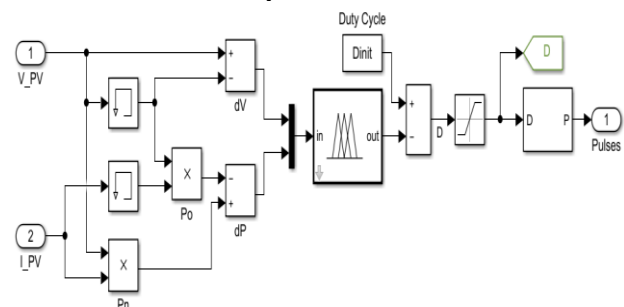 Duty Cycle
1
V_PV
+
−
dV
Dinit
D
in
out
+
−
D
D
P
1
Pulses
X
Po
−
+
dP
2
I_PV
X
Pn